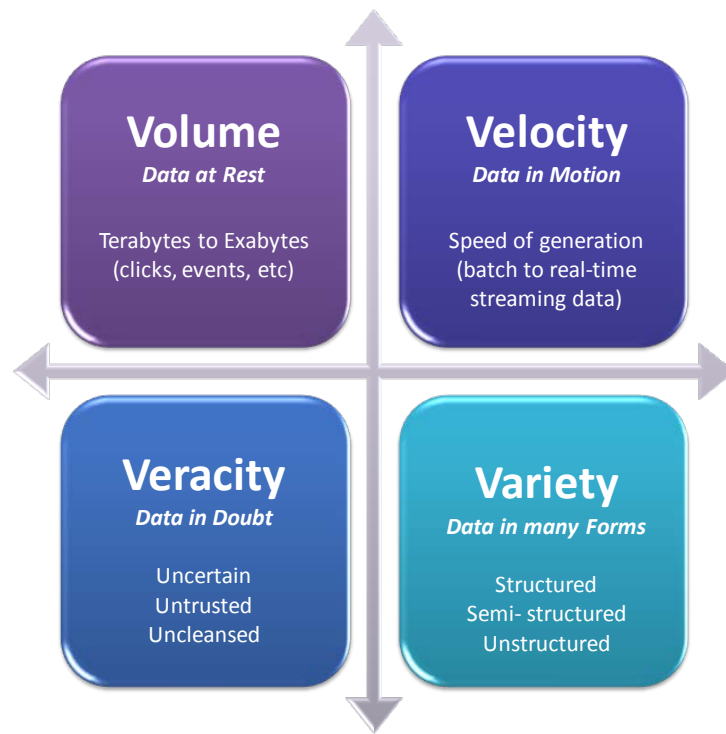 Volume
Data at Rest
Terabytes to Exabytes
(clicks, events, etc)
Velocity
Data in Motion
Speed of generation
(batch to real-time
streaming data)
Veracity
Data in Doubt
Uncertain
Untrusted
Uncleansed
Variety
Data in many Forms
Structured
Semi- structured
Unstructured